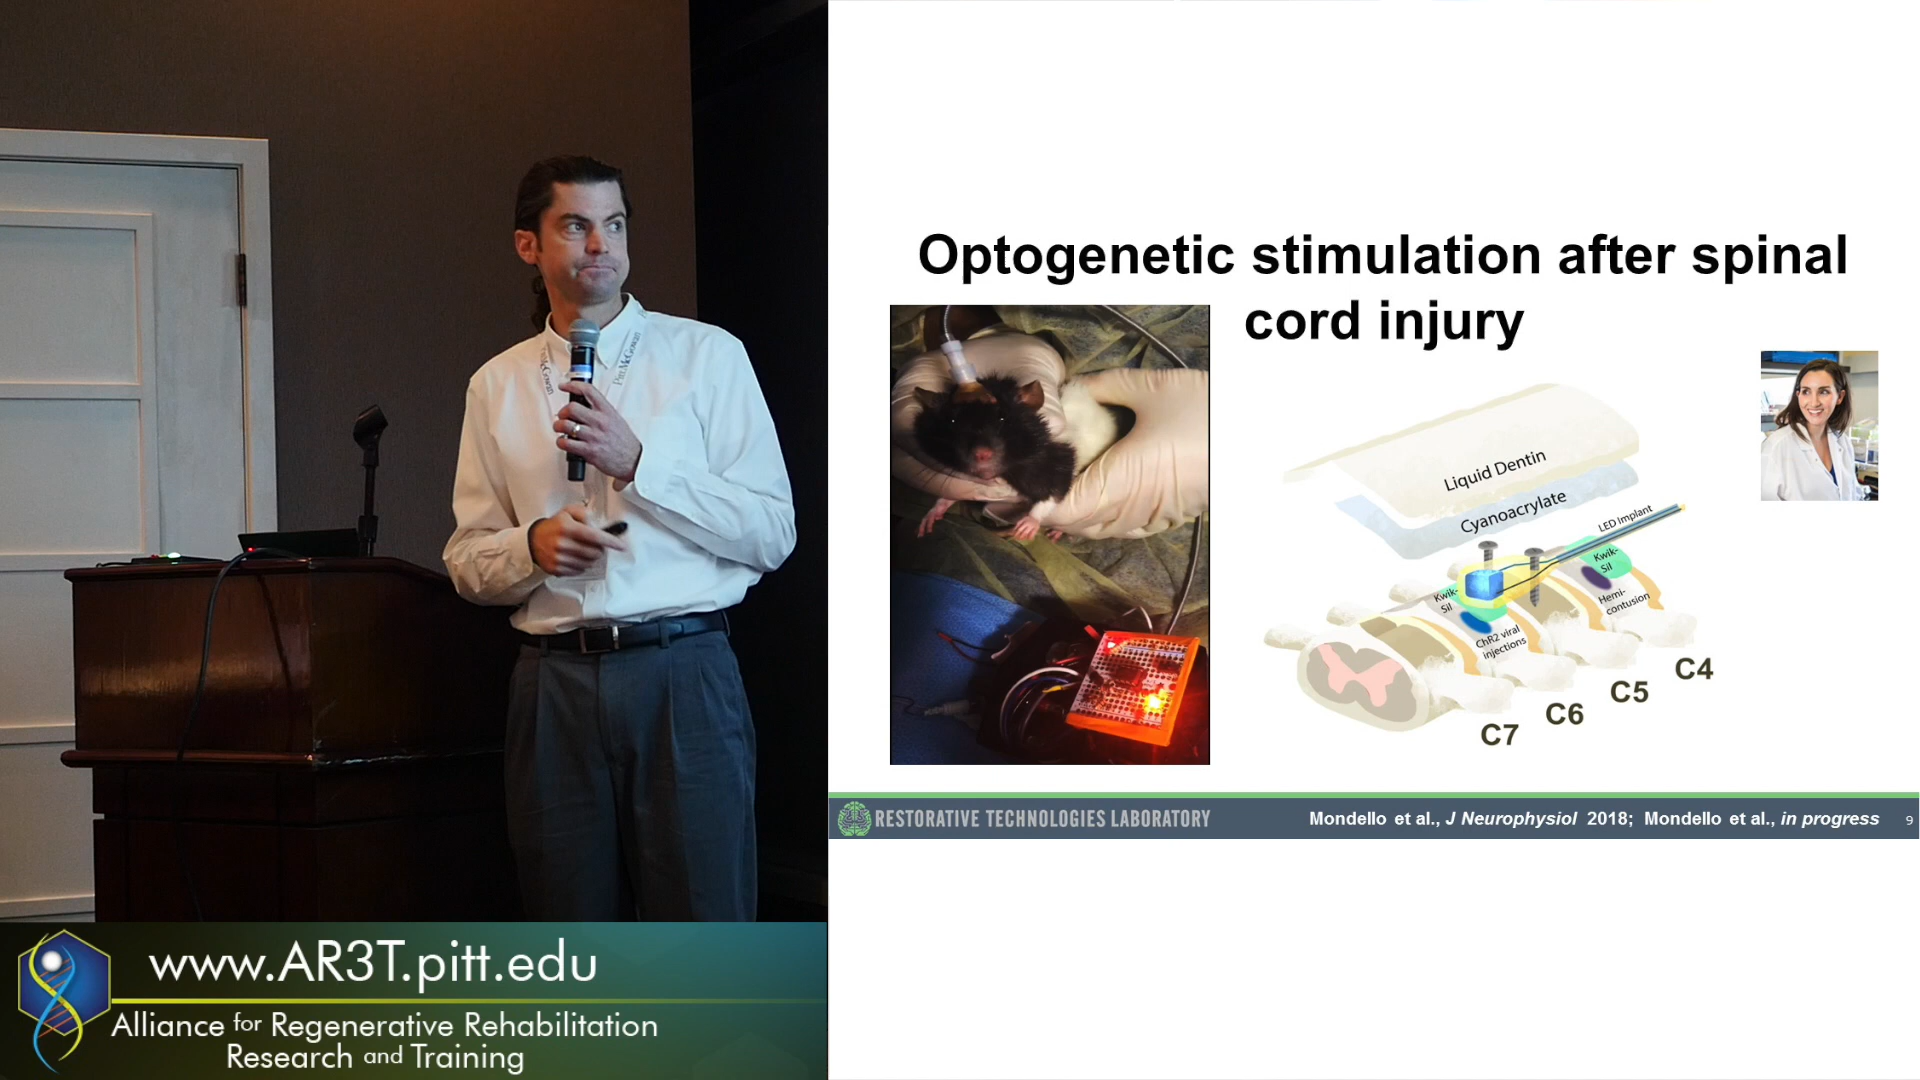 PittMcGowan
Optogenetic stimulation after spinal
cord injury
Liquid Dentin
Cyanoacrylate
LED Implant
Kwik-
Sil
Hemi-
contusion
Kwik-
Sil
ChR2 viral
injections
C4
C5
C6
C7
RESTORATIVE TECHNOLOGIES LABORATORY
Mondello et al., J Neurophysiol 2018; Mondello et al., in progress
9
www.AR3T.pitt.edu
Alliance for Regenerative Rehabilitation
Research and Training